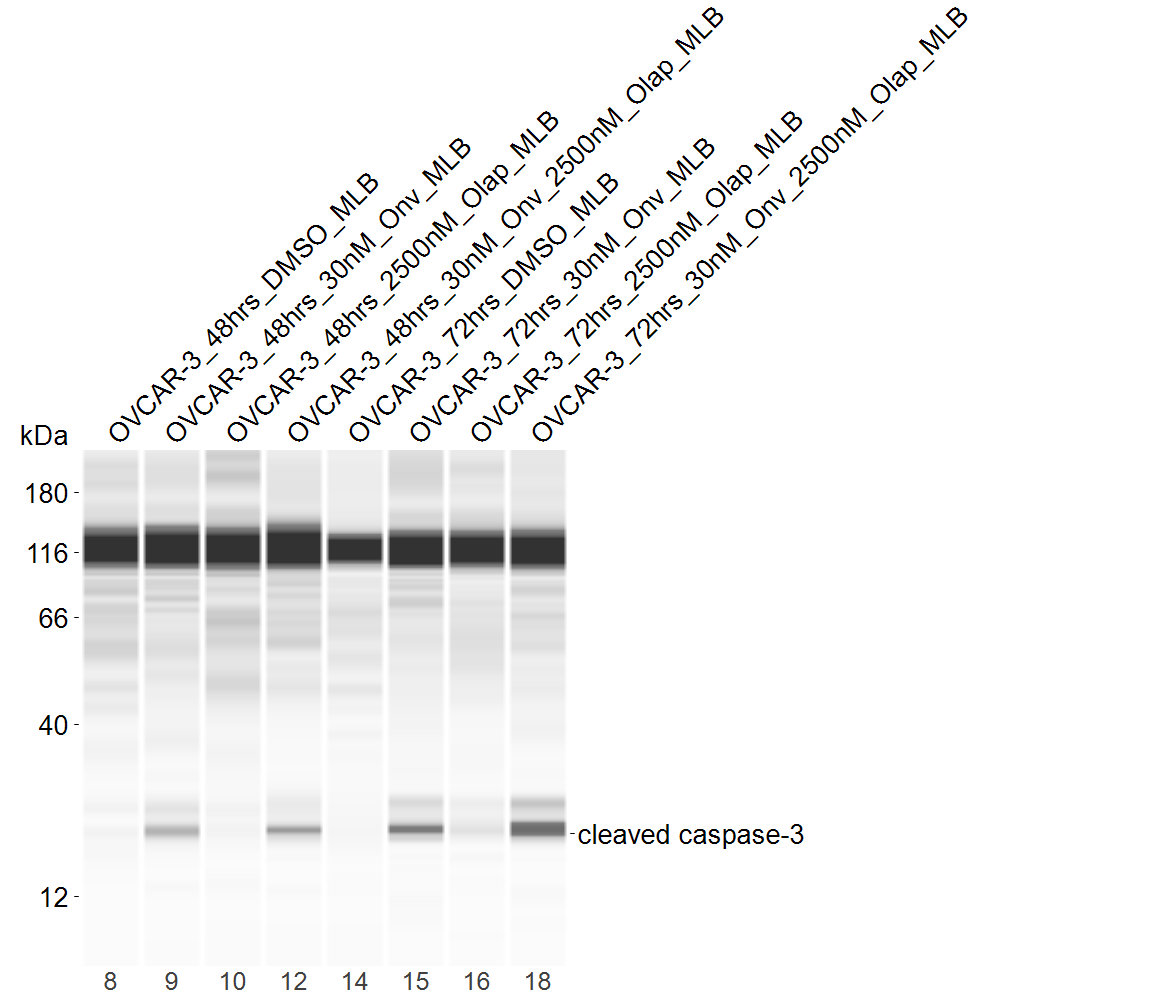 OVCAR-3_48hrs_DMSO_MLB
OVCAR-3_48hrs_30nM_Onv_MLB
OVCAR-3_48hrs_2500nM_Olap_MLB
OVCAR-3_48hrs_30nM_Onv_2500nM_Olap_MLB
OVCAR-3_72hrs_DMSO_MLB
OVCAR-3_72hrs_30nM_Onv_MLB
OVCAR-3_72hrs_2500nM_Olap_MLB
OVCAR-3_72hrs_30nM_Onv_2500nM_Olap_MLB
kDa
180
116
66
40
cleaved caspase-3
12
8 9 10 12 14 15 16 18